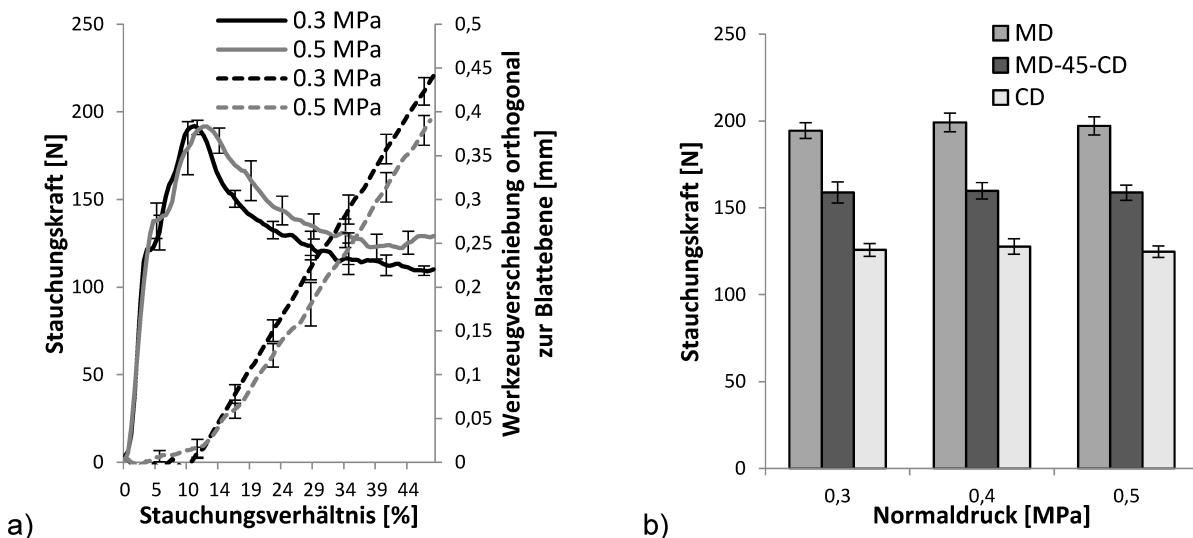 250
200
150
100
50
0
Stauchungskraft [N]
0.3 MPa
0.5 MPa
0.3 MPa
0.5 MPa
0,5
0,45
0,4
0,35
0,3
0,25
0,2
0,15
0,1
0,05
0
Werkzeugverschiebung orthogonal
zur Blattebene [mm]
0 5 10 14 19 24 29 34 39 44
Stauchungsverhältnis [%]
a)
250
200
150
100
50
0
Stauchungskraft [N]
MD
MD-45-CD
CD
0,3 0,4 0,5
Normaldruck [MPa]
b)